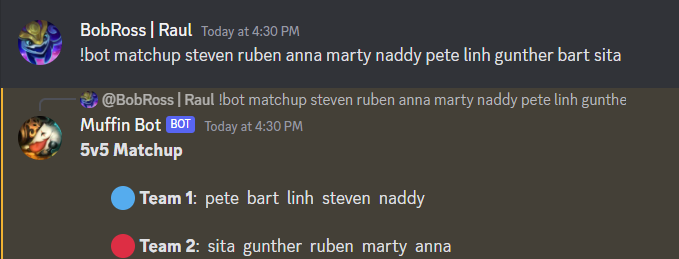 BobRoss | Raul Today at 4:30 PM
!bot matchup steven ruben anna marty naddy pete linh gunther bart sita
@BobRoss | Raul !bot matchup steven ruben anna marty naddy pete linh gunthe
Muffin Bot BOT Today at 4:30 PM
5v5 Matchup
Team 1: pete bart linh steven naddy
Team 2: sita gunther ruben marty anna